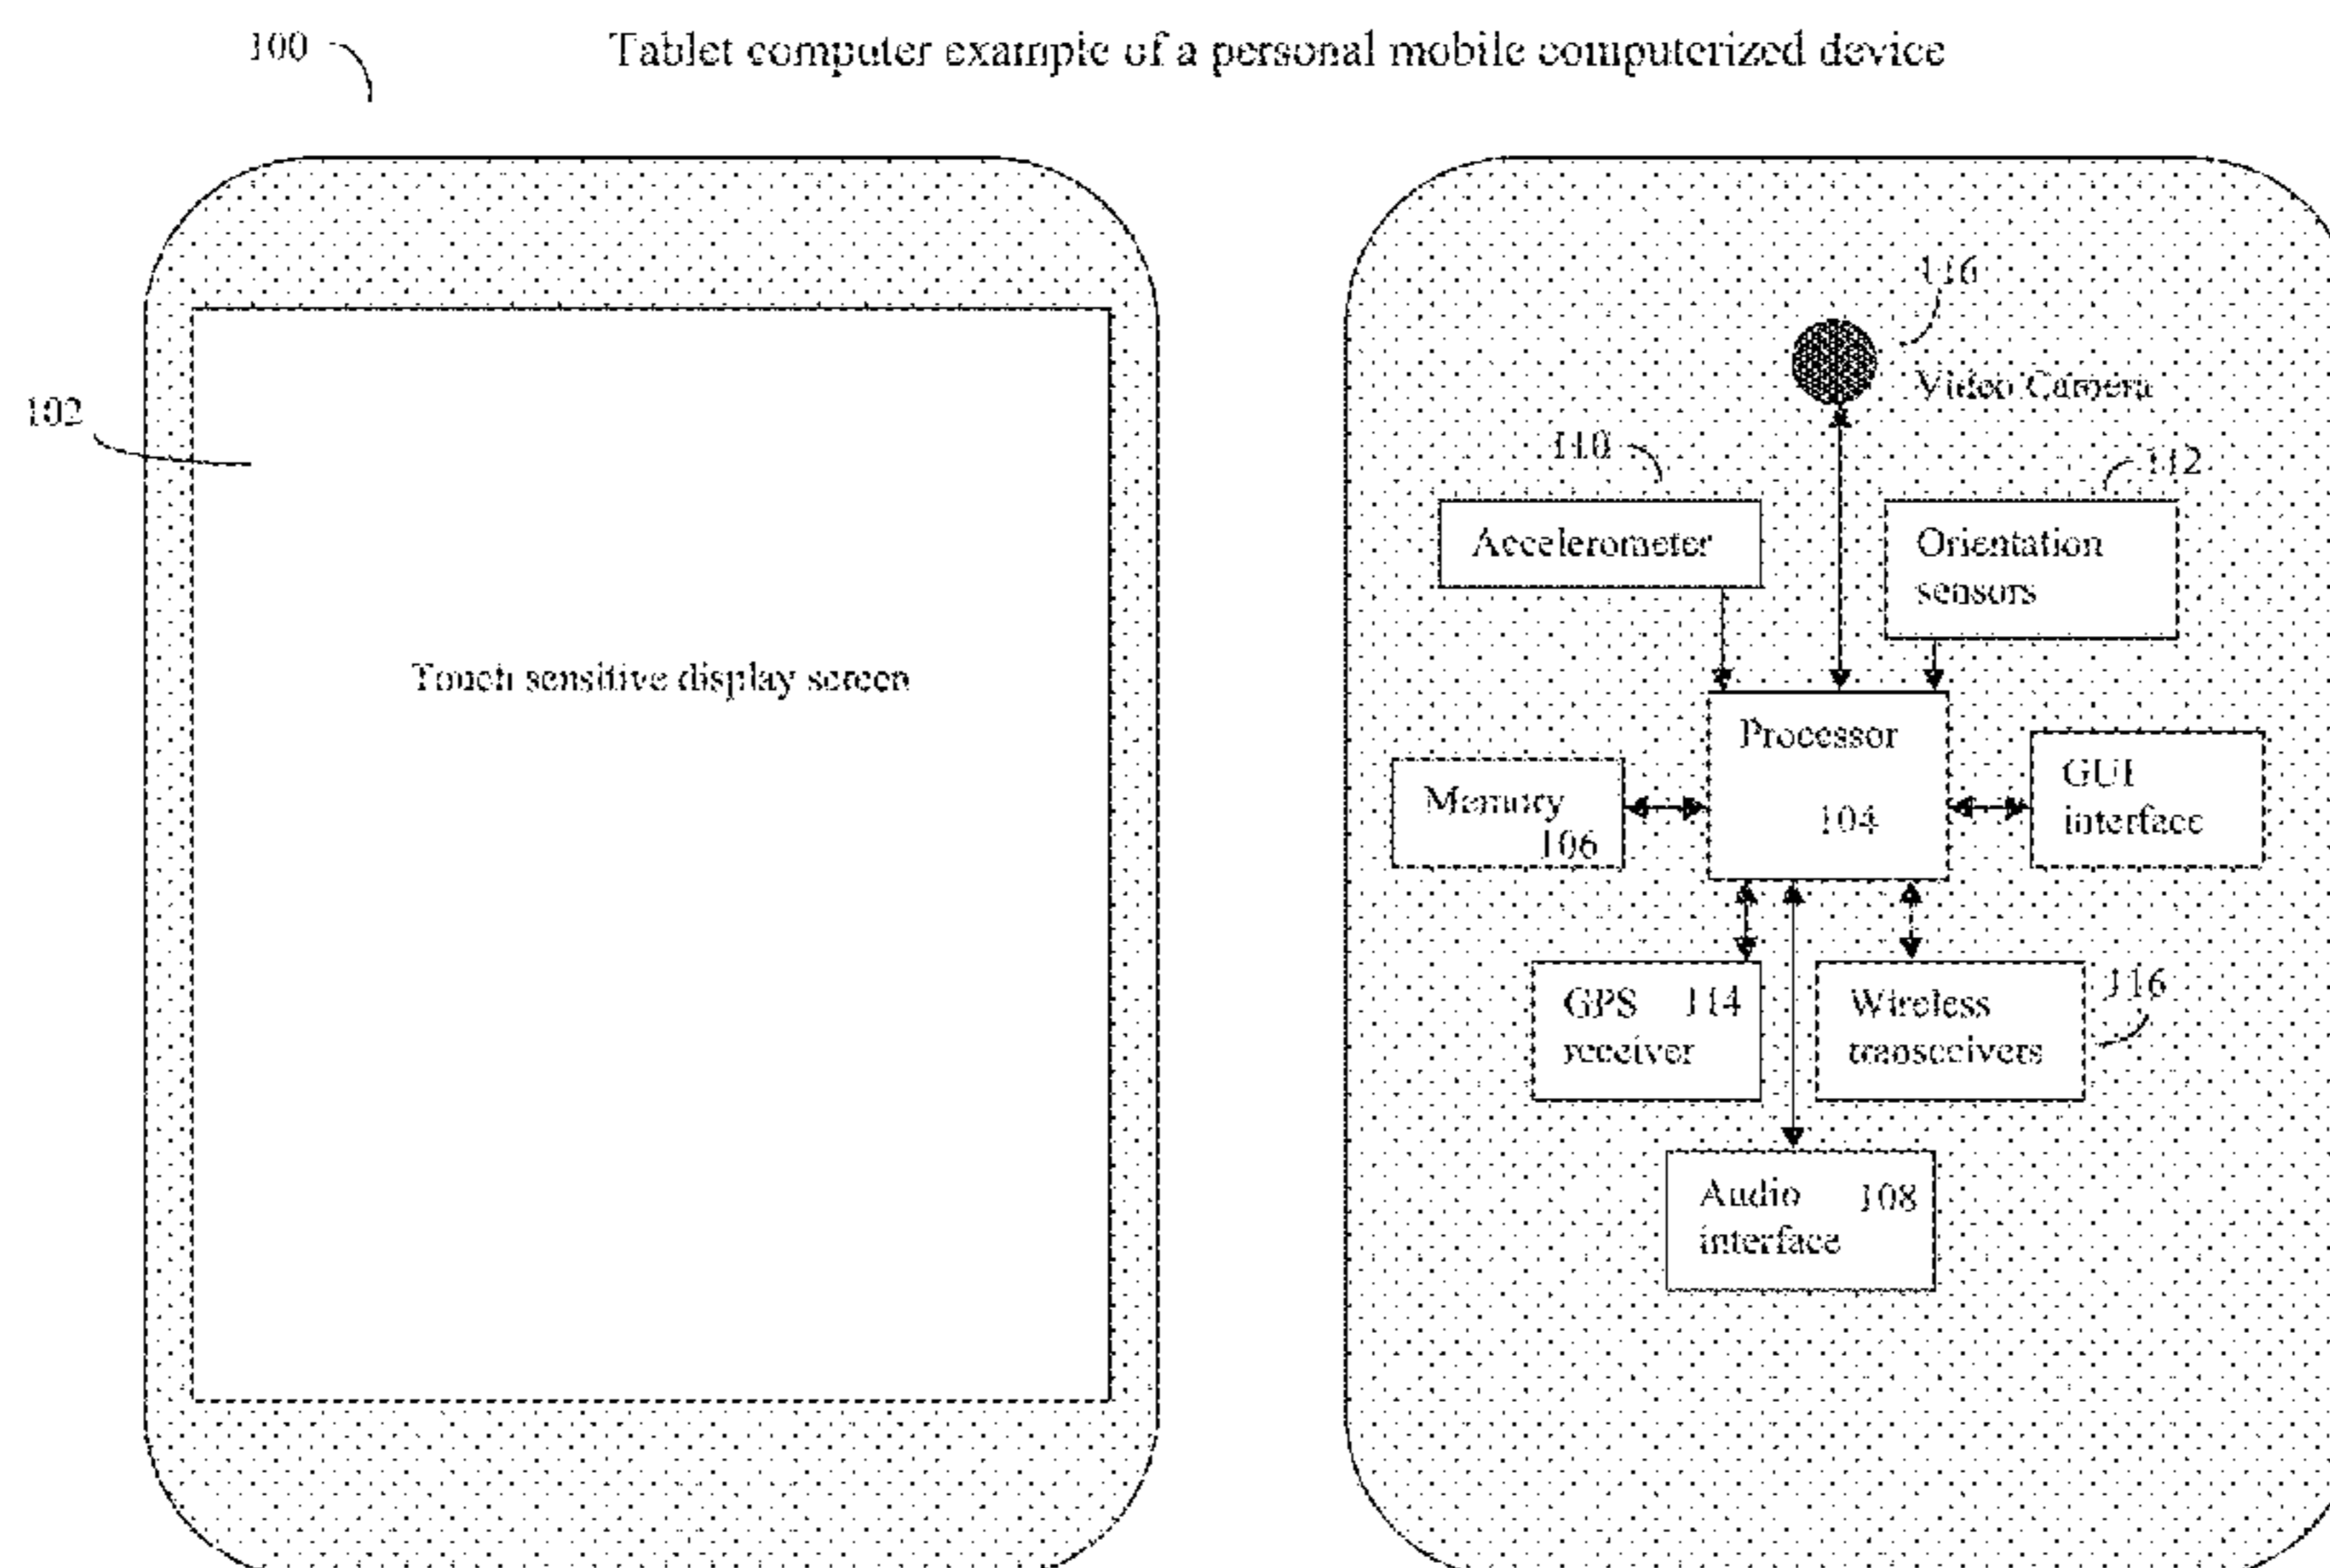 100
Tablet computer example of a personal mobile computerized device
102
Touch sensitive display screen
116
Video Camera
110
112
Accelerometer
Orientation
sensors
Processor
104
Memory
106
GUI
interface
GPS 114
receiver
Wireless
transceivers
116
Audio 108
interface